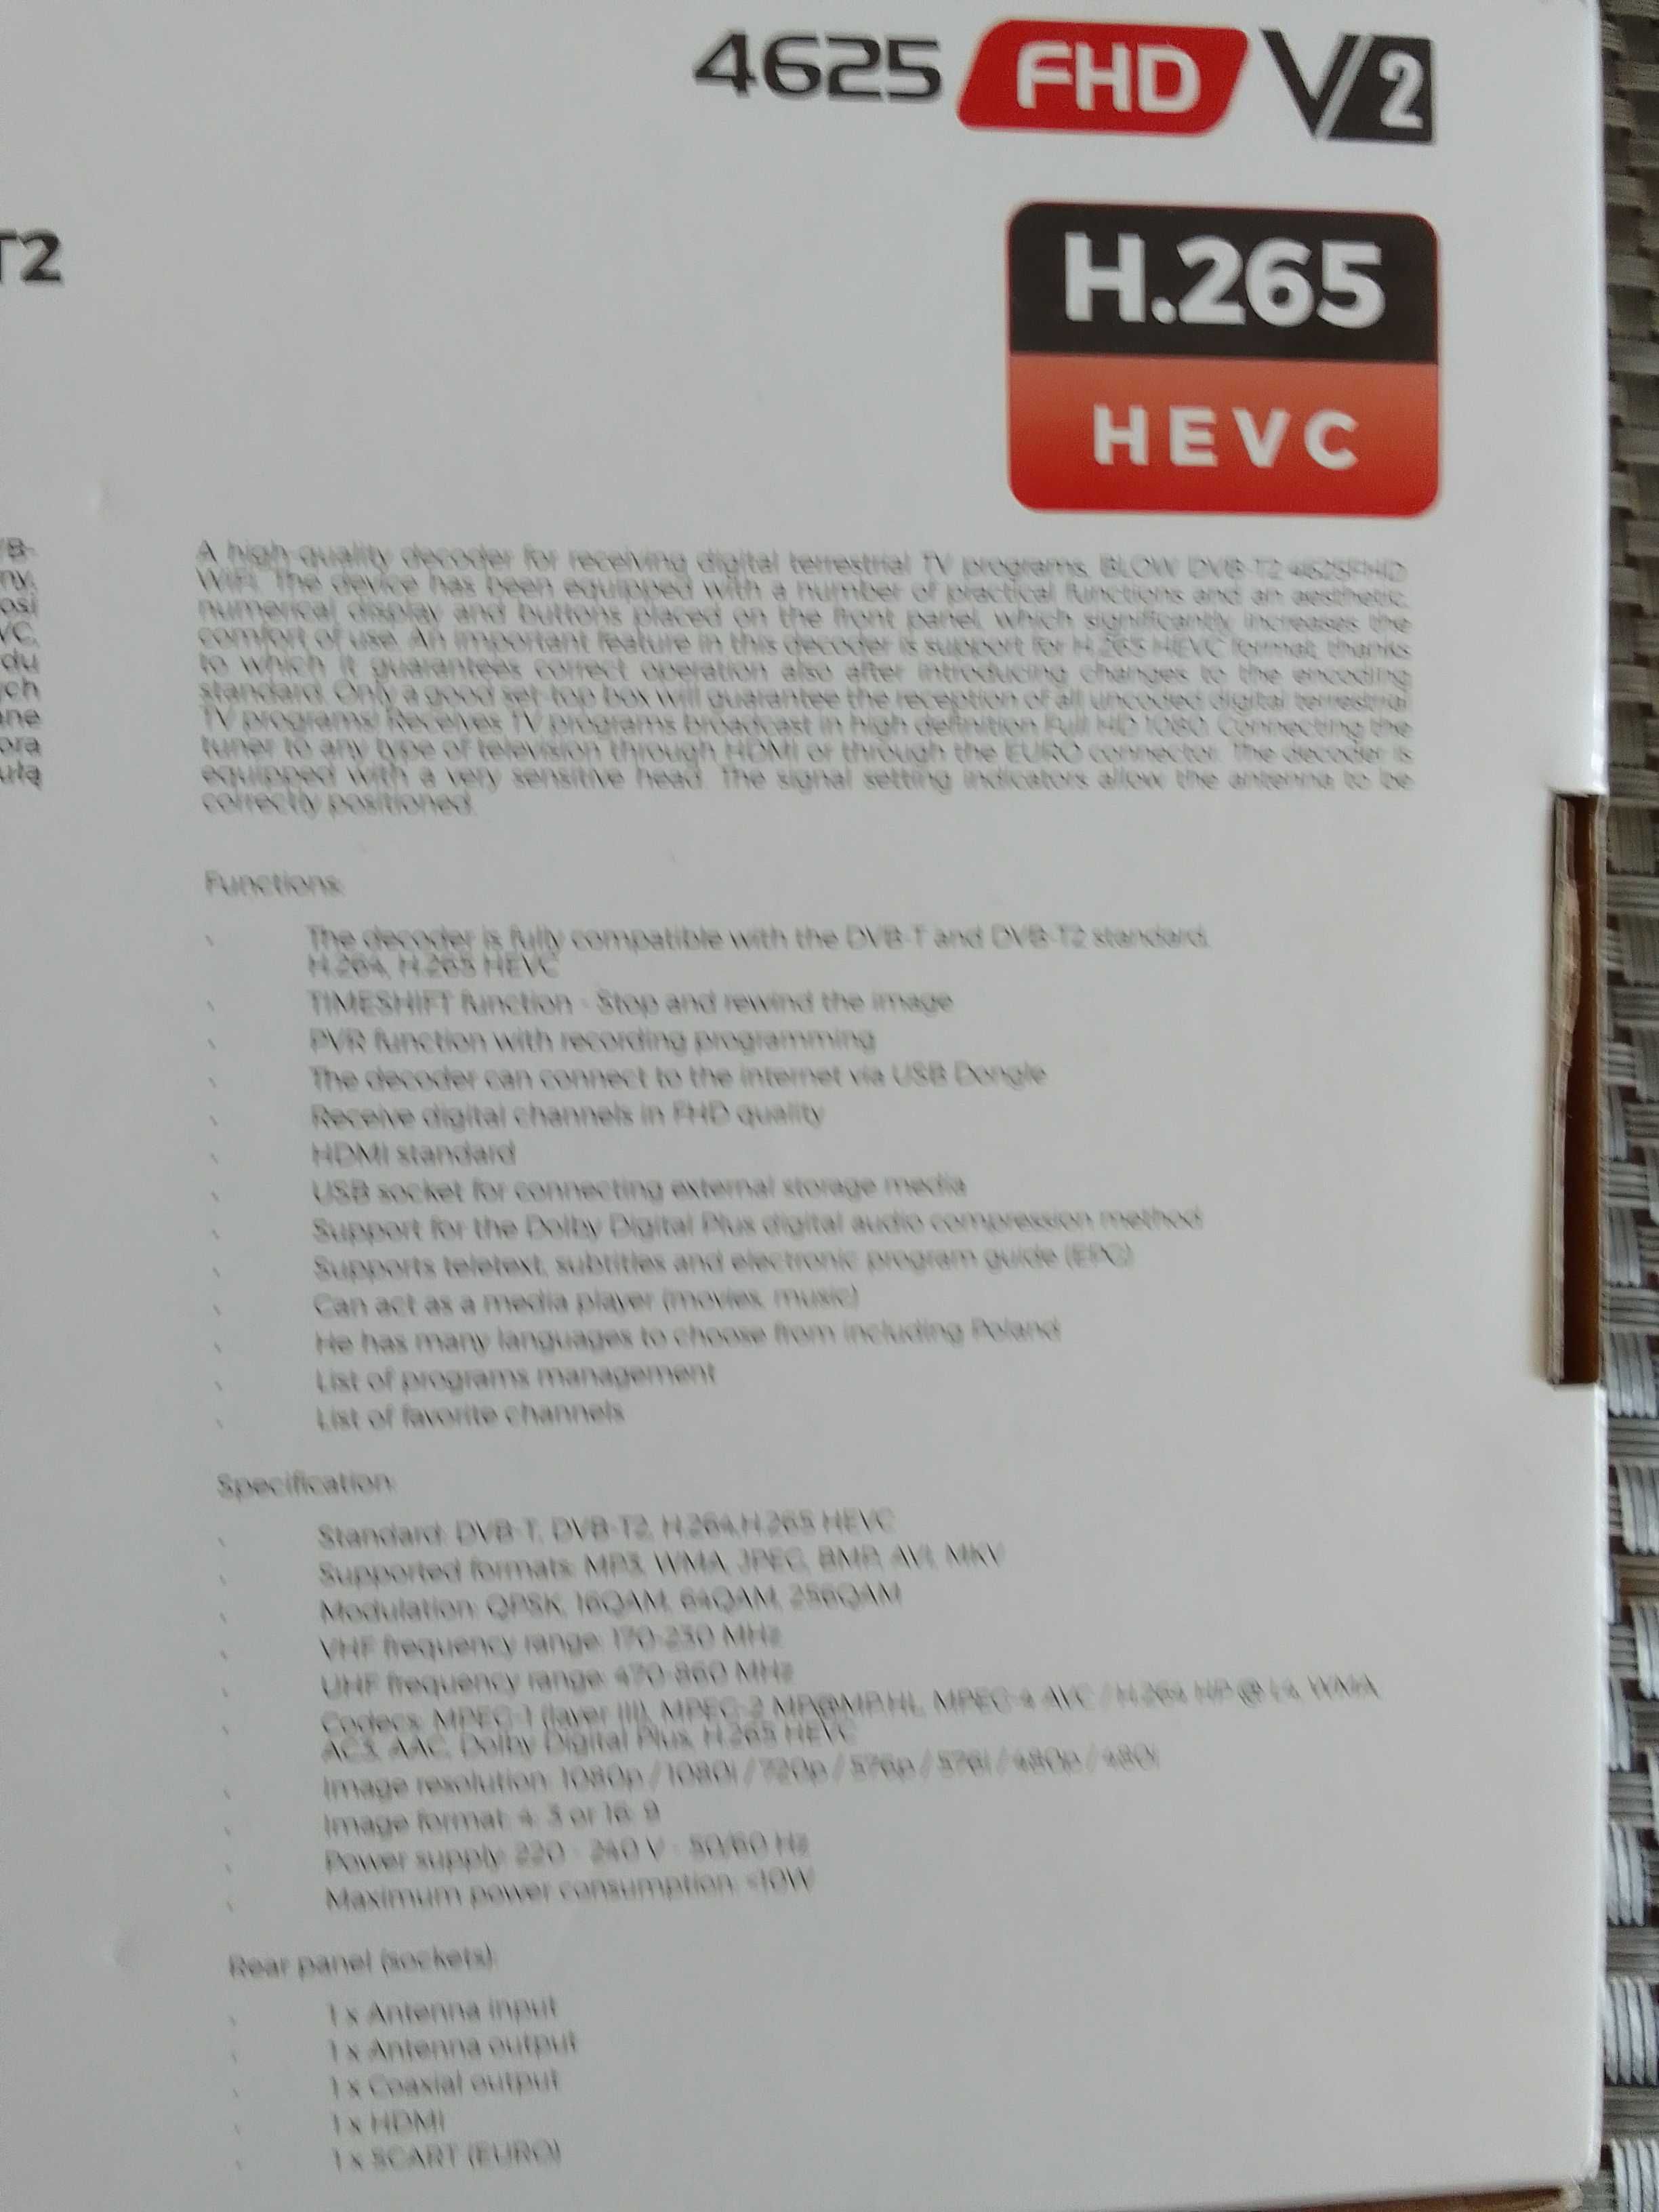 4625 FHD V2
T2
H.265
HEVC
A high-quality decoder for receiving digital terrestrial TV programs, BLOW DVB-T2 4625FHD
WiFi. The device has been equipped with a number of practical functions and an aesthetic,
numerical display and buttons placed on the front panel, which significantly increases the
comfort of use. An important feature in this decoder is support for H.265 HEVC format, thanks
to which it guarantees correct operation also after introducing changes to the encoding
standard. Only a good set-top box will guarantee the reception of all uncoded digital terrestrial
TV programs! Receives TV programs broadcast in high definition Full HD 1080. Connecting the
tuner to any type of television through HDMI or through the EURO connector. The decoder is
equipped with a very sensitive head. The signal setting indicators allow the antenna to be
correctly positioned.
Functions:
The decoder is fully compatible with the DVB-T and DVB-T2 standard,
H.264, H.265 HEVC
TIMESHIFT function - Stop and rewind the image
PVR function with recording programming
The decoder can connect to the internet via USB Dongle
Receive digital channels in FHD quality
HDMI standard
USB socket for connecting external storage media
Support for the Dolby Digital Plus digital audio compression method
Supports teletext, subtitles and electronic program guide (EPG)
Can act as a media player (movies, music)
He has many languages to choose from including Poland
List of programs management
List of favorite channels
Specification:
Standard: DVB-T, DVB-T2, H.264,H.265 HEVC
Supported formats: MP3, WMA, JPEG, BMP, AVI, MKV
Modulation: QPSK, 16QAM, 64QAM, 256QAM
VHF frequency range: 170-230 MHz
UHF frequency range: 470-860 MHz
Codecs: MPEG-1 (layer III), MPEG-2 MP@MP.HL, MPEG-4 AVC / H.264 HP @ L4, WMA
AC3, AAC, Dolby Digital Plus, H.265 HEVC
Image resolution: 1080p / 1080i / 720p / 576p / 576i / 480p / 480i
Image format: 4: 3 or 16: 9
Power supply: 220 - 240 V - 50/60 Hz
Maximum power consumption: <10W
Rear panel (sockets):
1 x Antenna input
1 x Antenna output
1 x Coaxial output
1 x HDMI
1 x SCART (EURO)